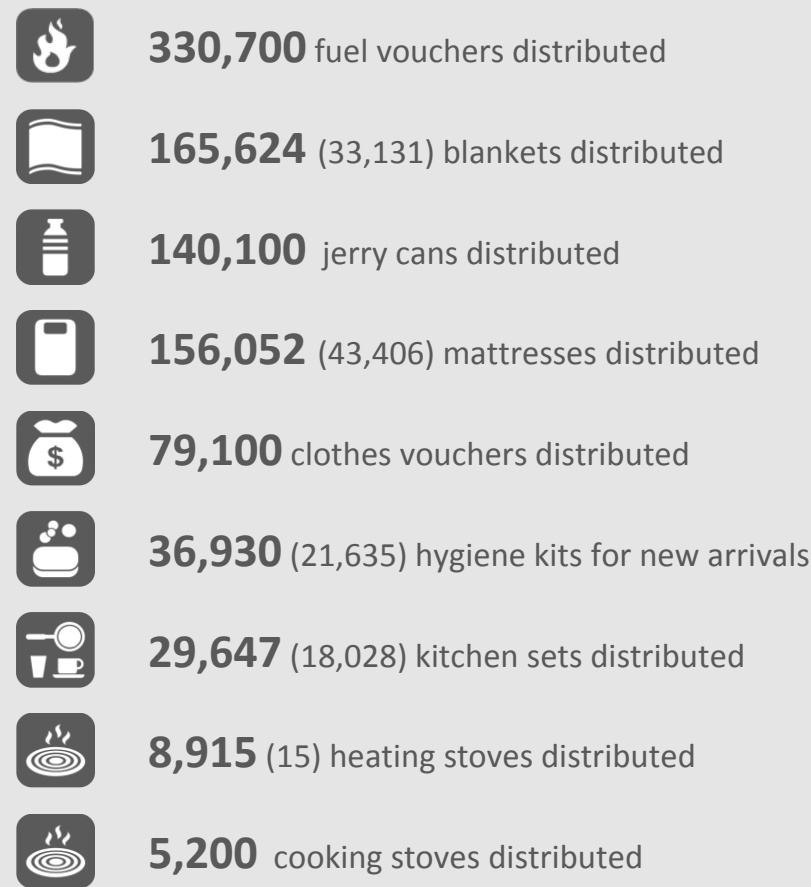 330,700 fuel vouchers distributed
165,624 (33,131) blankets distributed
140,100 jerry cans distributed
156,052 (43,406) mattresses distributed
$
79,100 clothes vouchers distributed
36,930 (21,635) hygiene kits for new arrivals
29,647 (18,028) kitchen sets distributed
8,915 (15) heating stoves distributed
5,200 cooking stoves distributed